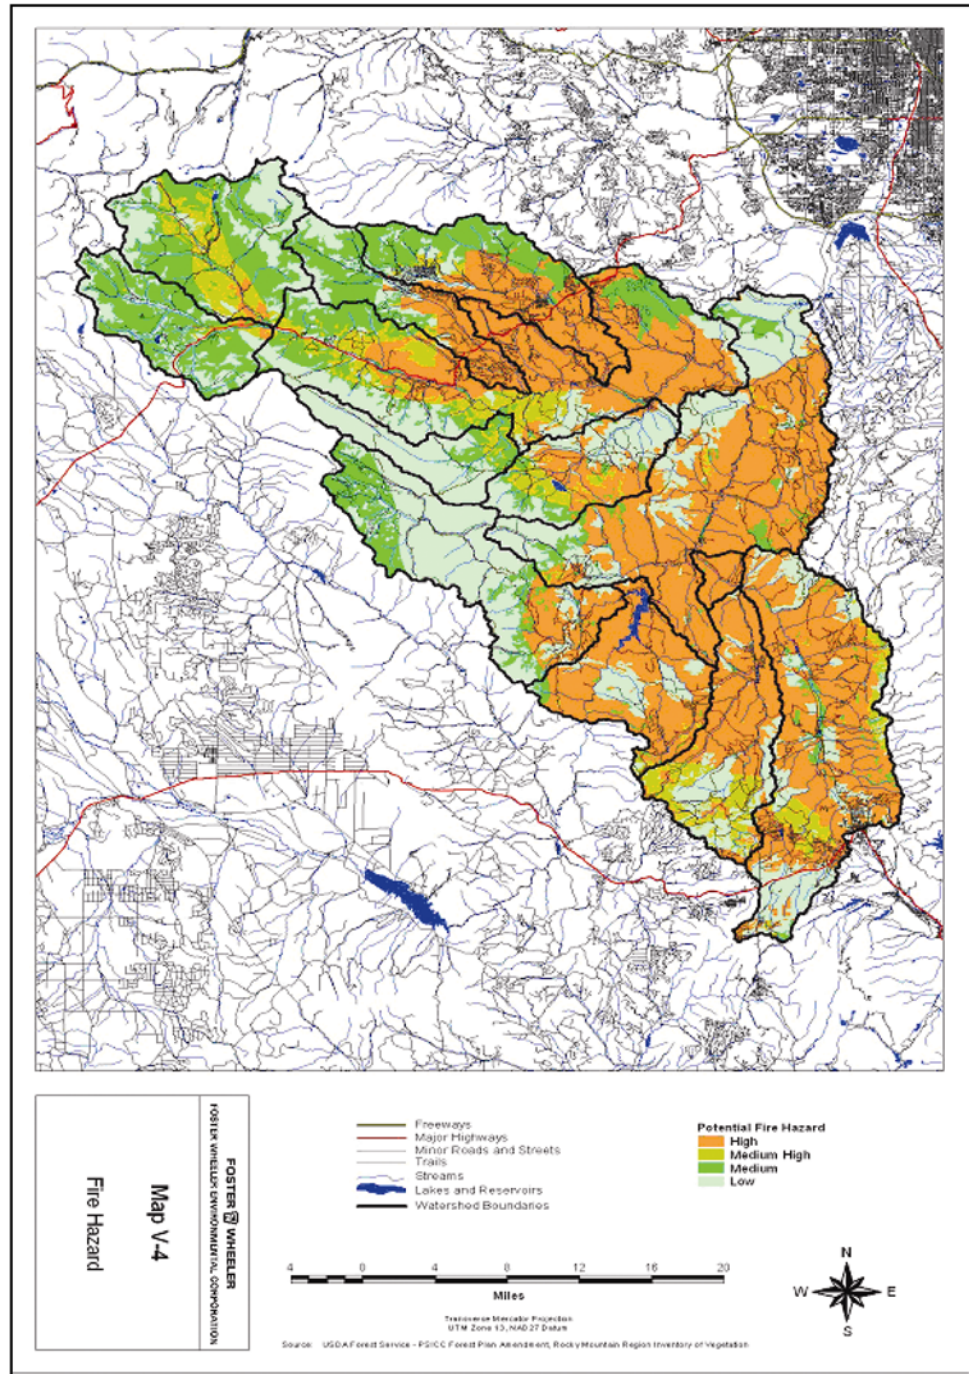 FOSTER WHEELER
FOSTER WHEELER ENVIRONMENTAL CORPORATION
Map V-4
Fire Hazard
Freeways
Major Highways
Minor Roads and Streets
Trails
Streams
Lakes and Reservoirs
Watershed Boundaries
Potential Fire Hazard
High
Medium High
Medium
Low
4 0 4 8 12 16 20
Miles
Transverse Mercator Projection
UTM Zone 13, NAD27 Datum
Source: USDA Forest Service - PSICC Forest Plan Amendment, Rocky Mountain Region Inventory of Vegetation
N
W E
S